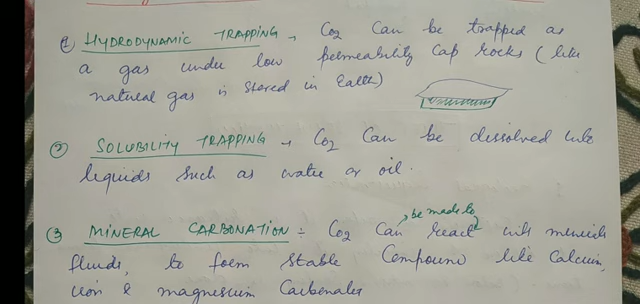 ① HYDRODYNAMIC TRAPPING → CO2 Can be trapped as
a gas under low permeability Cap rocks (like
natural gas is stored in Earth)
② SOLUBILITY TRAPPING → CO2 Can be dissolved into
liquids such as water or oil.
be made to
③ MINERAL CARBONATION :- CO2 Can react with minerals
fluids, to form stable Compound like Calcium,
iron & magnesium Carbonates